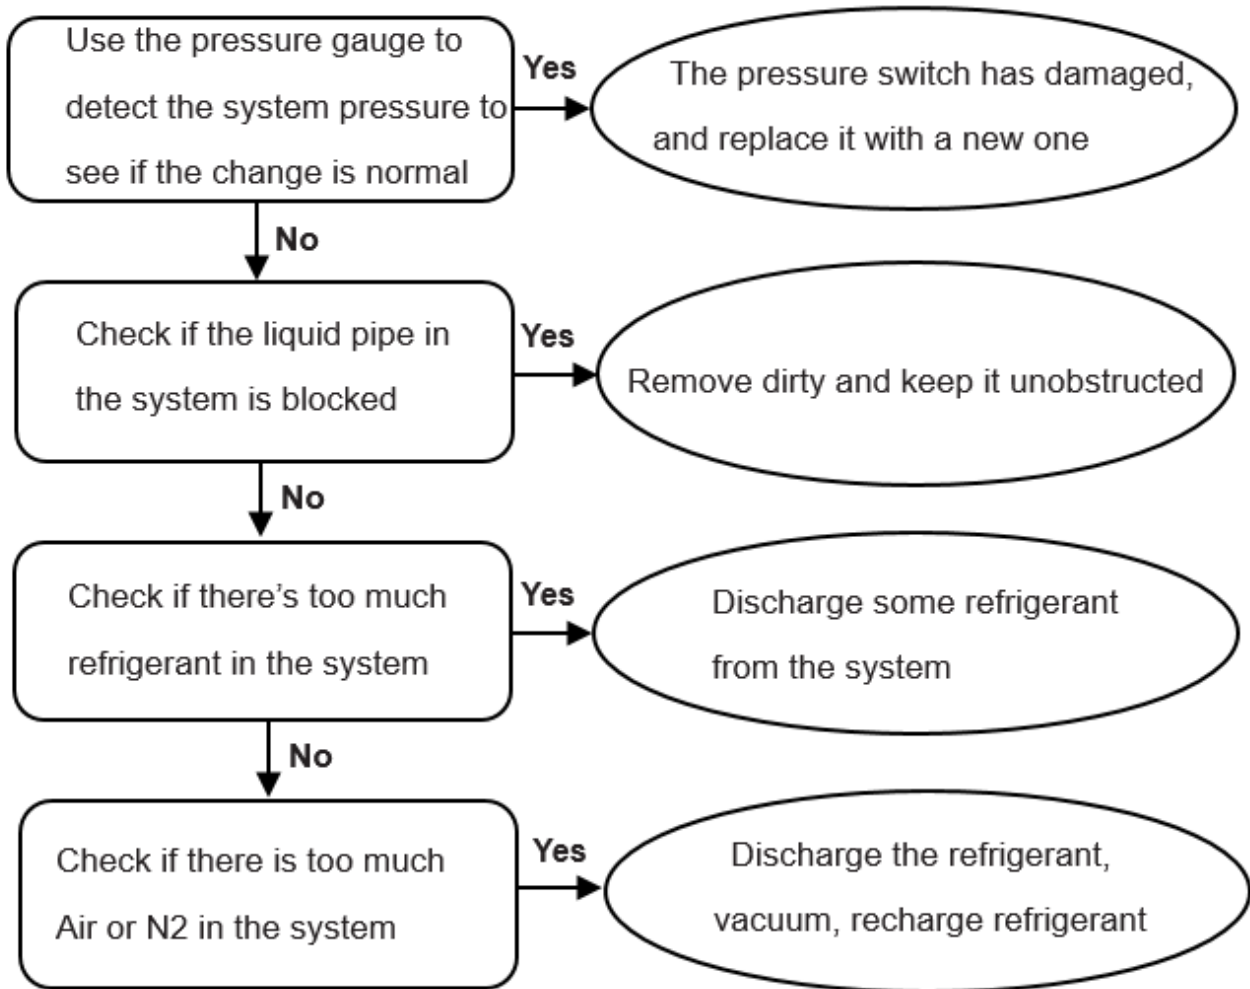 Use the pressure gauge to
detect the system pressure to
see if the change is normal
Yes
The pressure switch has damaged,
and replace it with a new one
No
Check if the liquid pipe in
the system is blocked
Yes
Remove dirty and keep it unobstructed
No
Check if there’s too much
refrigerant in the system
Yes
Discharge some refrigerant
from the system
No
Check if there is too much
Air or N2 in the system
Yes
Discharge the refrigerant,
vacuum, recharge refrigerant